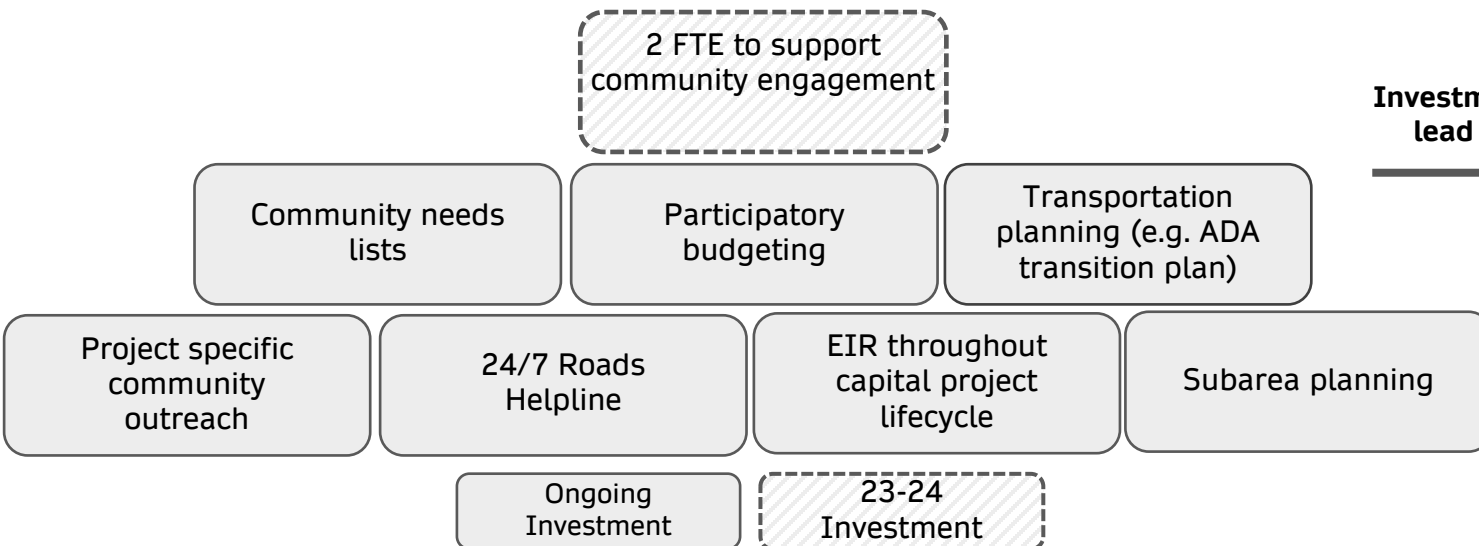 2 FTE to support
community engagement
Investm
lead
Community needs
lists
Participatory
budgeting
Transportation
planning (e.g. ADA
transition plan)
Project specific
community
outreach
24/7 Roads
Helpline
EIR throughout
capital project
lifecycle
Subarea planning
Ongoing
Investment
23-24
Investment